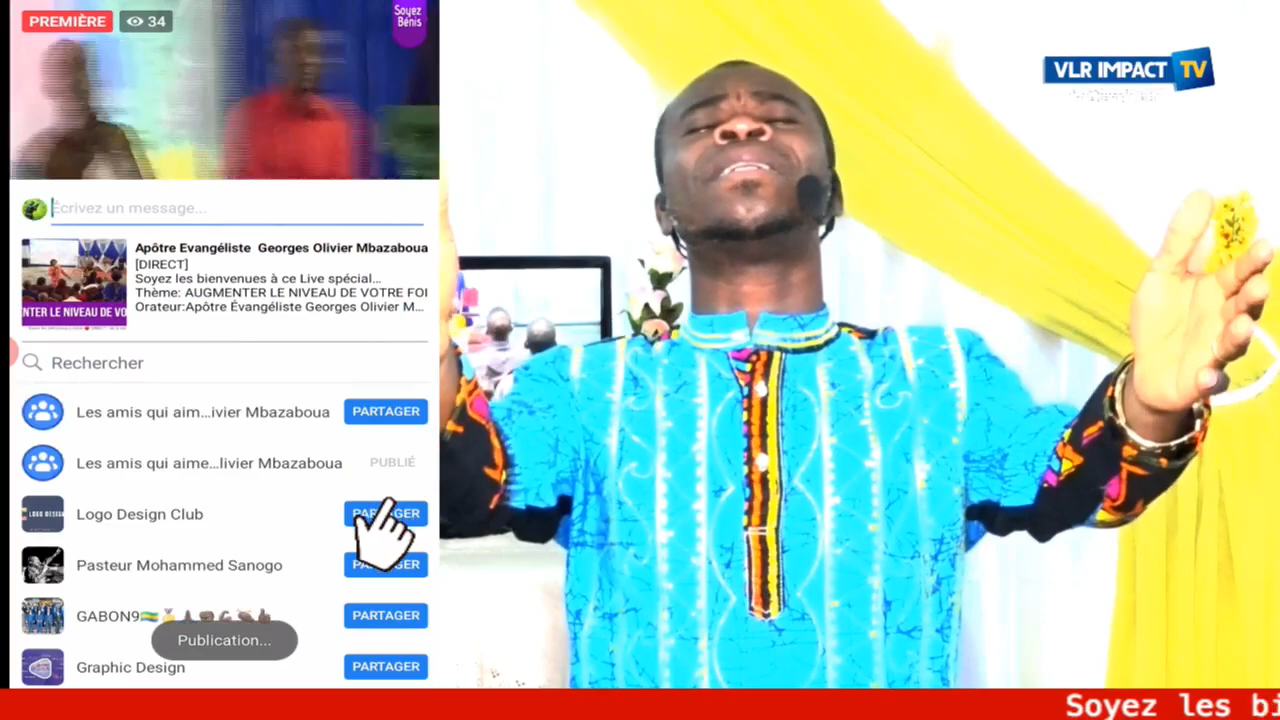 PREMIÈRE
34
Soyez
Bénis
VLR IMPACT TV
Écrivez un message...
Apôtre Evangéliste Georges Olivier Mbazaboua
[DIRECT]
Soyez les bienvenues à ce Live spécial...
Thème: AUGMENTER LE NIVEAU DE VOTRE FOI
Orateur:Apôtre Évangéliste Georges Olivier M...
NTER LE NIVEAU DE VO
Rechercher
Les amis qui aim...ivier Mbazaboua PARTAGER
Les amis qui aime...livier Mbazaboua PUBLIÉ
Logo Design Club
Pasteur Mohammed Sanogo
GABON9 PARTAGER
Publication...
Graphic Design PARTAGER
Soyez les bi